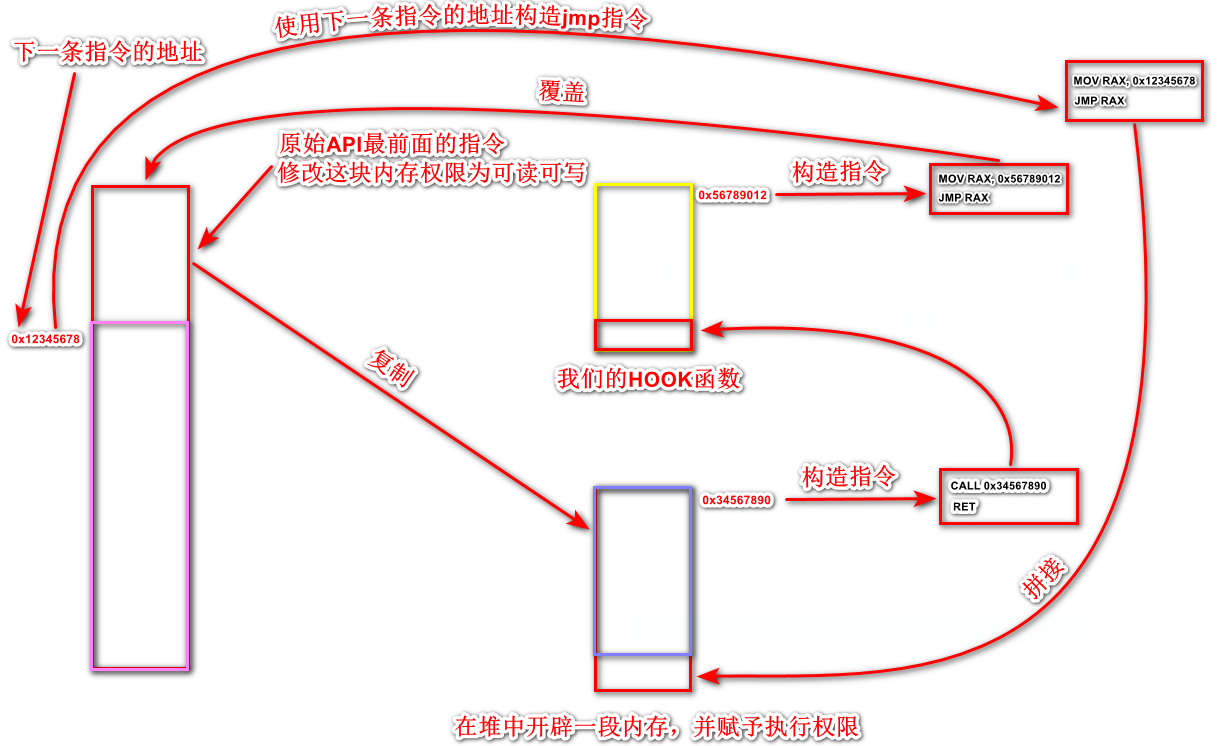 使用下一条指令的地址构造jmp指令
下一条指令的地址
MOV RAX, 0x12345678
JMP RAX
覆盖
原始API最前面的指令
修改这块内存权限为可读可写
构造指令
MOV RAX, 0x56789012
JMP RAX
0x56789012
0x12345678
复制
我们的HOOK函数
构造指令
CALL 0x34567890
RET
0x34567890
拼接
在堆中开辟一段内存，并赋予执行权限